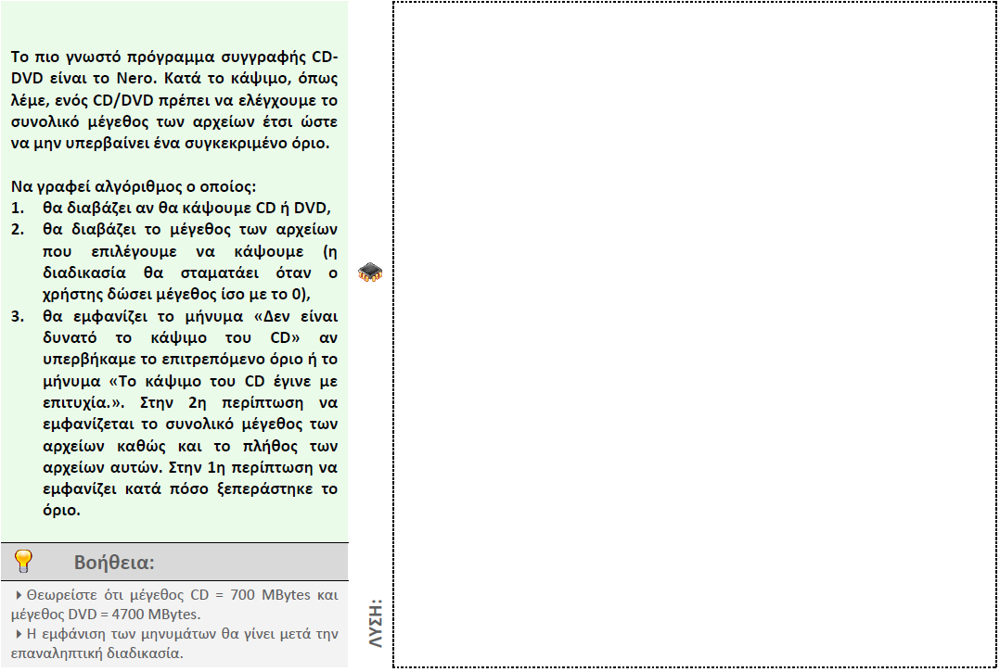 Το πιο γνωστό πρόγραμμα συγγραφής CD-
DVD είναι το Nero. Κατά το κάψιμο, όπως
λέμε, ενός CD/DVD πρέπει να ελέγχουμε το
συνολικό μέγεθος των αρχείων έτσι ώστε
να μην υπερβαίνει ένα συγκεκριμένο όριο.
Να γραφεί αλγόριθμος ο οποίος:
1. θα διαβάζει αν θα κάψουμε CD ή DVD,
2. θα διαβάζει το μέγεθος των αρχείων
που επιλέγουμε να κάψουμε (η
διαδικασία θα σταματάει όταν ο
χρήστης δώσει μέγεθος ίσο με το 0),
3. θα εμφανίζει το μήνυμα «Δεν είναι
δυνατό το κάψιμο του CD» αν
υπερβήκαμε το επιτρεπόμενο όριο ή το
μήνυμα «Το κάψιμο του CD έγινε με
επιτυχία.». Στην 2η περίπτωση να
εμφανίζεται το συνολικό μέγεθος των
αρχείων καθώς και το πλήθος των
αρχείων αυτών. Στην 1η περίπτωση να
εμφανίζει κατά πόσο ξεπεράστηκε το
όριο.
Βοήθεια:
Θεωρείστε ότι μέγεθος CD = 700 MBytes και
μέγεθος DVD = 4700 MBytes.
Η εμφάνιση των μηνυμάτων θα γίνει μετά την
επαναληπτική διαδικασία.
ΛΥΣΗ: